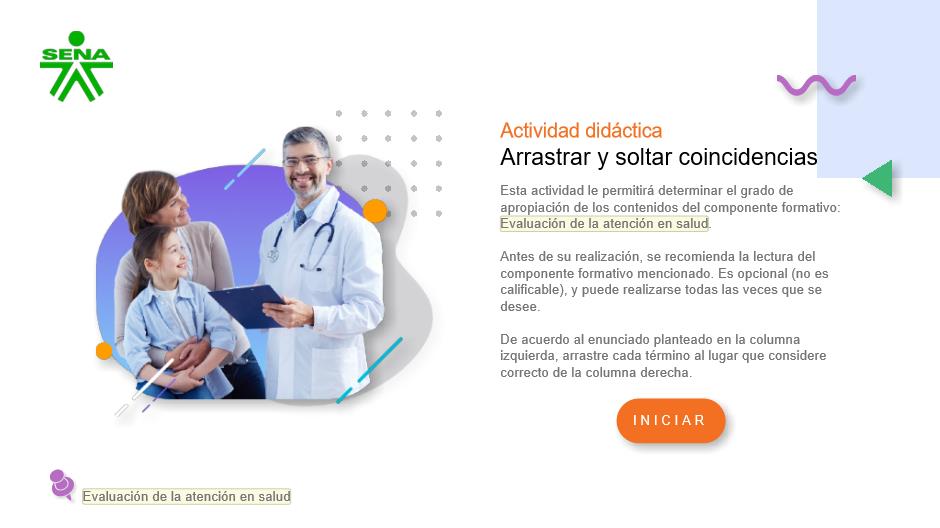 SENA
Actividad didáctica
Arrastrar y soltar coincidencias
Esta actividad le permitirá determinar el grado de
apropiación de los contenidos del componente formativo:
Evaluación de la atención en salud.
Antes de su realización, se recomienda la lectura del
componente formativo mencionado. Es opcional (no es
calificable), y puede realizarse todas las veces que se
desee.
De acuerdo al enunciado planteado en la columna
izquierda, arrastre cada término al lugar que considere
correcto de la columna derecha.
INICIAR
Evaluación de la atención en salud